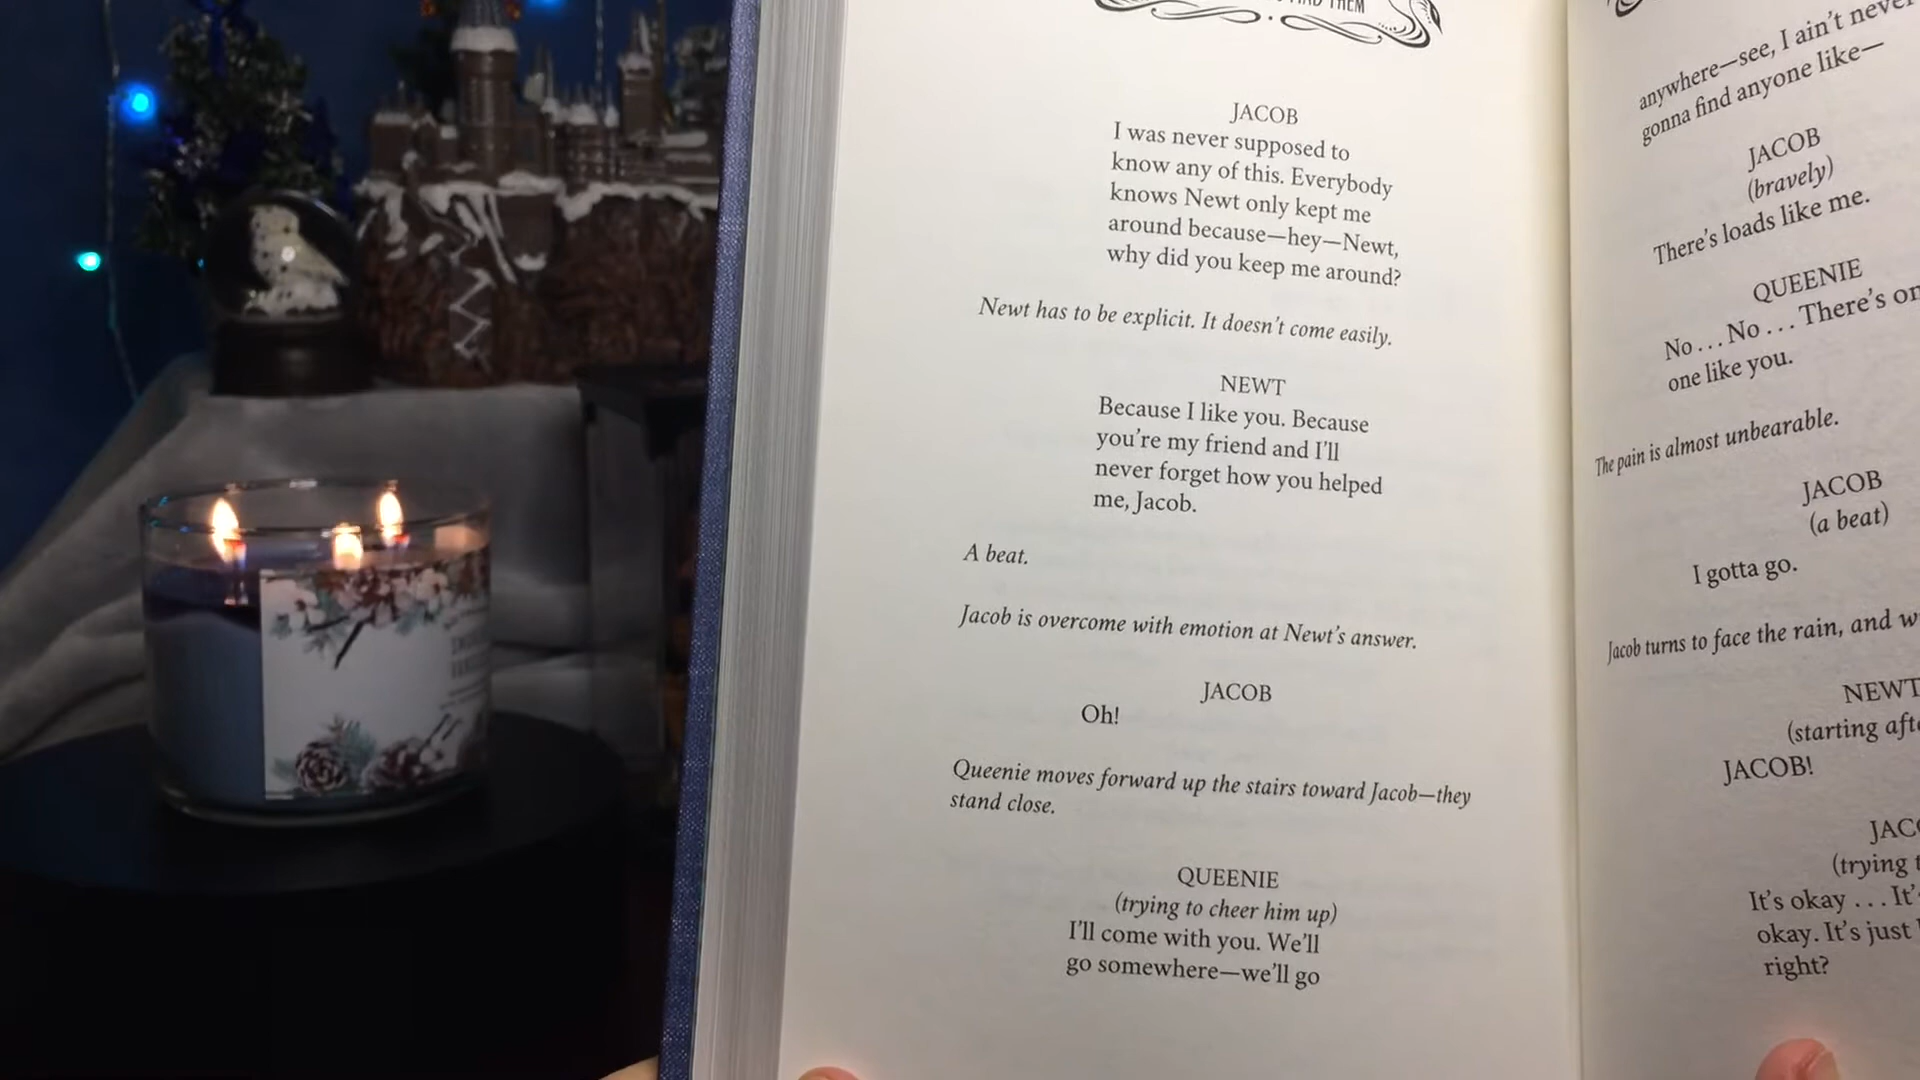 FIND THEM
JACOB
I was never supposed to
know any of this. Everybody
knows Newt only kept me
around because—hey—Newt,
why did you keep me around?
Newt has to be explicit. It doesn't come easily.
NEWT
Because I like you. Because
you're my friend and I'll
never forget how you helped
me, Jacob.
A beat.
Jacob is overcome with emotion at Newt's answer.
JACOB
Oh!
Queenie moves forward up the stairs toward Jacob—they
stand close.
QUEENIE
(trying to cheer him up)
I'll come with you. We'll
go somewhere—we'll go
anywhere—see, I ain't never
gonna find anyone like—
JACOB
(bravely)
There's loads like me.
QUEENIE
No . . . No . . . There's
one like you.
The pain is almost unbearable.
JACOB
(a beat)
I gotta go.
Jacob turns to face the rain, and
NEWT
(starting
JACOB!
(trying
It's okay . . .
okay. It's just
right?